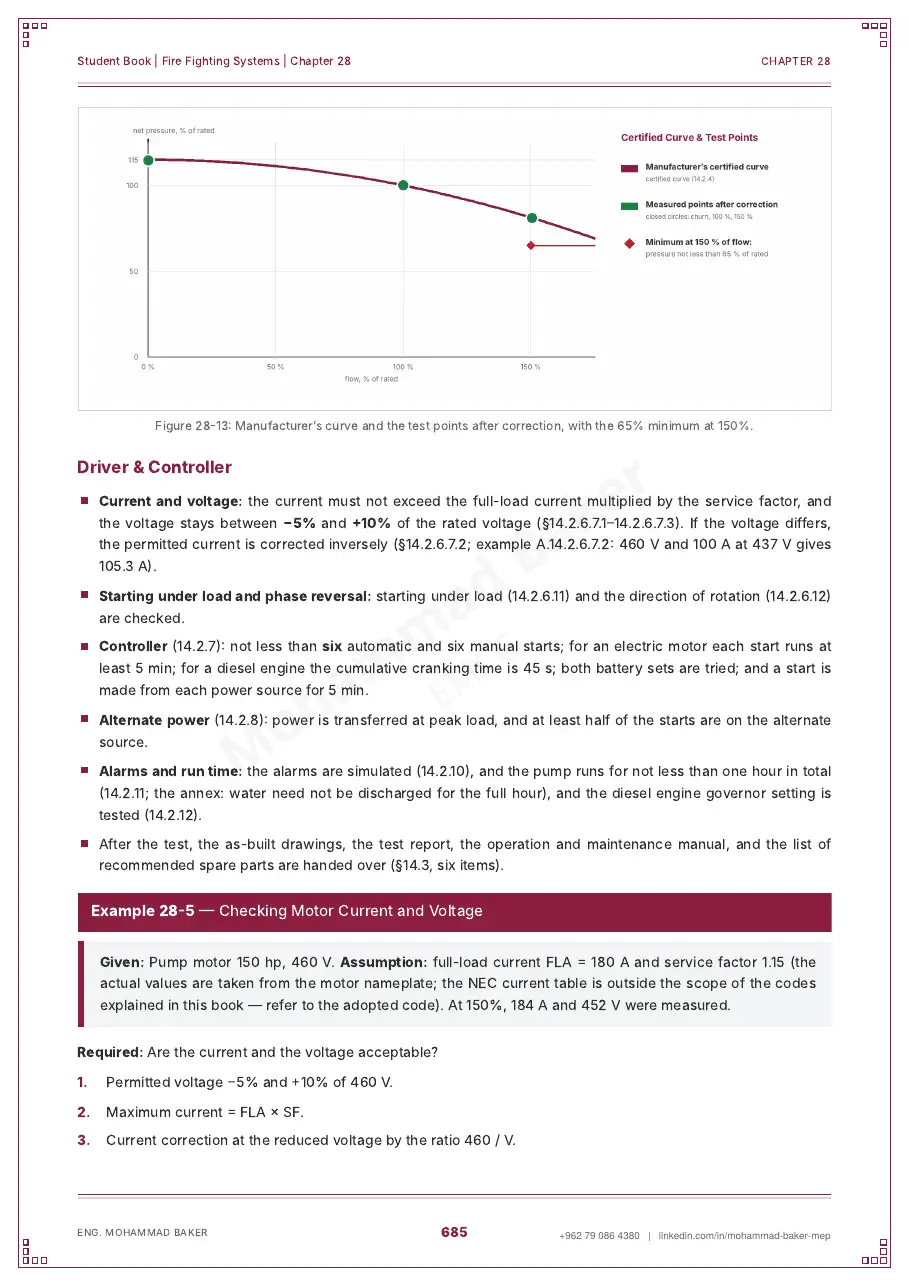 Student Book | Fire Fighting Systems | Chapter 28
CHAPTER 28
net pressure, % of rated
115
100
50
0
0 %
50 %
100 %
150 %
flow, % of rated
Certified Curve & Test Points
Manufacturer's certified curve
certified curve (14.2.4)
Measured points after correction
closed circles: churn, 100 %, 150 %
Minimum at 150 % of flow:
pressure not less than 65 % of rated
Figure 28-13: Manufacturer's curve and the test points after correction, with the 65% minimum at 150%.
Driver & Controller
Current and voltage: the current must not exceed the full-load current multiplied by the service factor, and
the voltage stays between −5% and +10% of the rated voltage (§14.2.6.7.1–14.2.6.7.3). If the voltage differs,
the permitted current is corrected inversely (§14.2.6.7.2; example A.14.2.6.7.2: 460 V and 100 A at 437 V gives
105.3 A).
Starting under load and phase reversal: starting under load (14.2.6.11) and the direction of rotation (14.2.6.12)
are checked.
Controller (14.2.7): not less than six automatic and six manual starts; for an electric motor each start runs at
least 5 min; for a diesel engine the cumulative cranking time is 45 s; both battery sets are tried; and a start is
made from each power source for 5 min.
Alternate power (14.2.8): power is transferred at peak load, and at least half of the starts are on the alternate
source.
Alarms and run time: the alarms are simulated (14.2.10), and the pump runs for not less than one hour in total
(14.2.11; the annex: water need not be discharged for the full hour), and the diesel engine governor setting is
tested (14.2.12).
After the test, the as-built drawings, the test report, the operation and maintenance manual, and the list of
recommended spare parts are handed over (§14.3, six items).
Example 28-5 — Checking Motor Current and Voltage
Given: Pump motor 150 hp, 460 V. Assumption: full-load current FLA = 180 A and service factor 1.15 (the
actual values are taken from the motor nameplate; the NEC current table is outside the scope of the codes
explained in this book — refer to the adopted code). At 150%, 184 A and 452 V were measured.
Required: Are the current and the voltage acceptable?
1. Permitted voltage −5% and +10% of 460 V.
2. Maximum current = FLA × SF.
3. Current correction at the reduced voltage by the ratio 460 / V.
ENG. MOHAMMAD BAKER
685
+962 79 086 4380 | linkedin.com/in/mohammad-baker-mep
Mohammad Baker